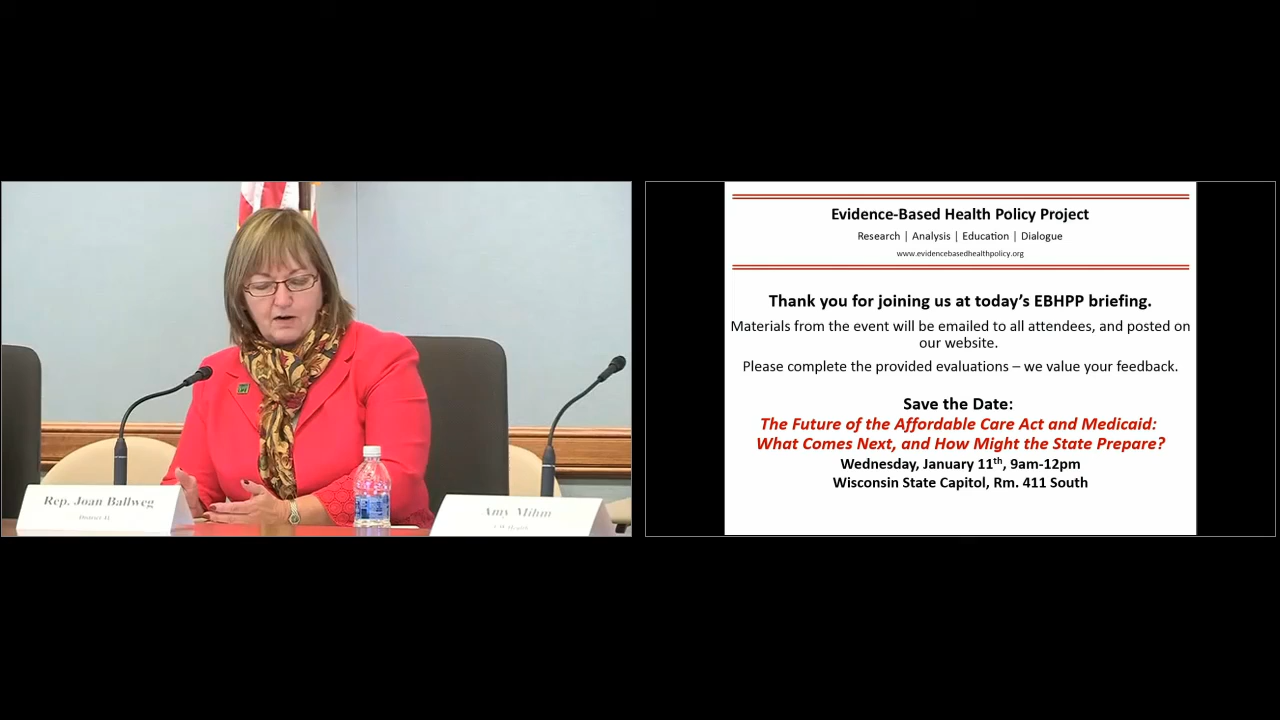 Rep. Joan Ballweg
Amy Mihm
Evidence-Based Health Policy Project
Research | Analysis | Education | Dialogue
www.evidencebasedhealthpolicy.org
Thank you for joining us at today's EBHPP briefing.
Materials from the event will be emailed to all attendees, and posted on
our website.
Please complete the provided evaluations – we value your feedback.
Save the Date:
The Future of the Affordable Care Act and Medicaid:
What Comes Next, and How Might the State Prepare?
Wednesday, January 11th, 9am-12pm
Wisconsin State Capitol, Rm. 411 South